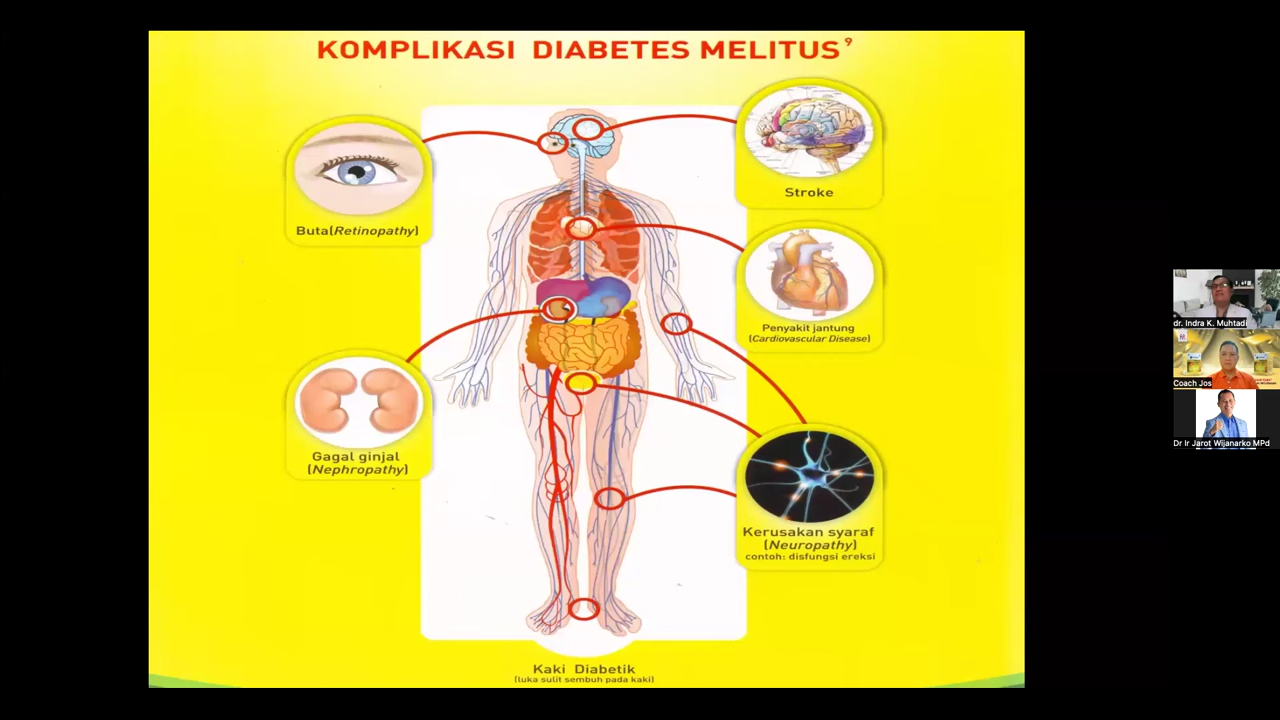 KOMPLIKASI DIABETES MELITUS⁹
Buta(Retinopathy)
Stroke
Penyakit jantung
(Cardiovascular Disease)
Gagal ginjal
(Nephropathy)
Kerusakan syaraf
(Neuropathy)
contoh: disfungsi ereksi
Kaki Diabetik
(luka sulit sembuh pada kaki)
dr. Indra K. Muhtadi
Coach Jos
Dr Ir Jarot Wijanarko MPd